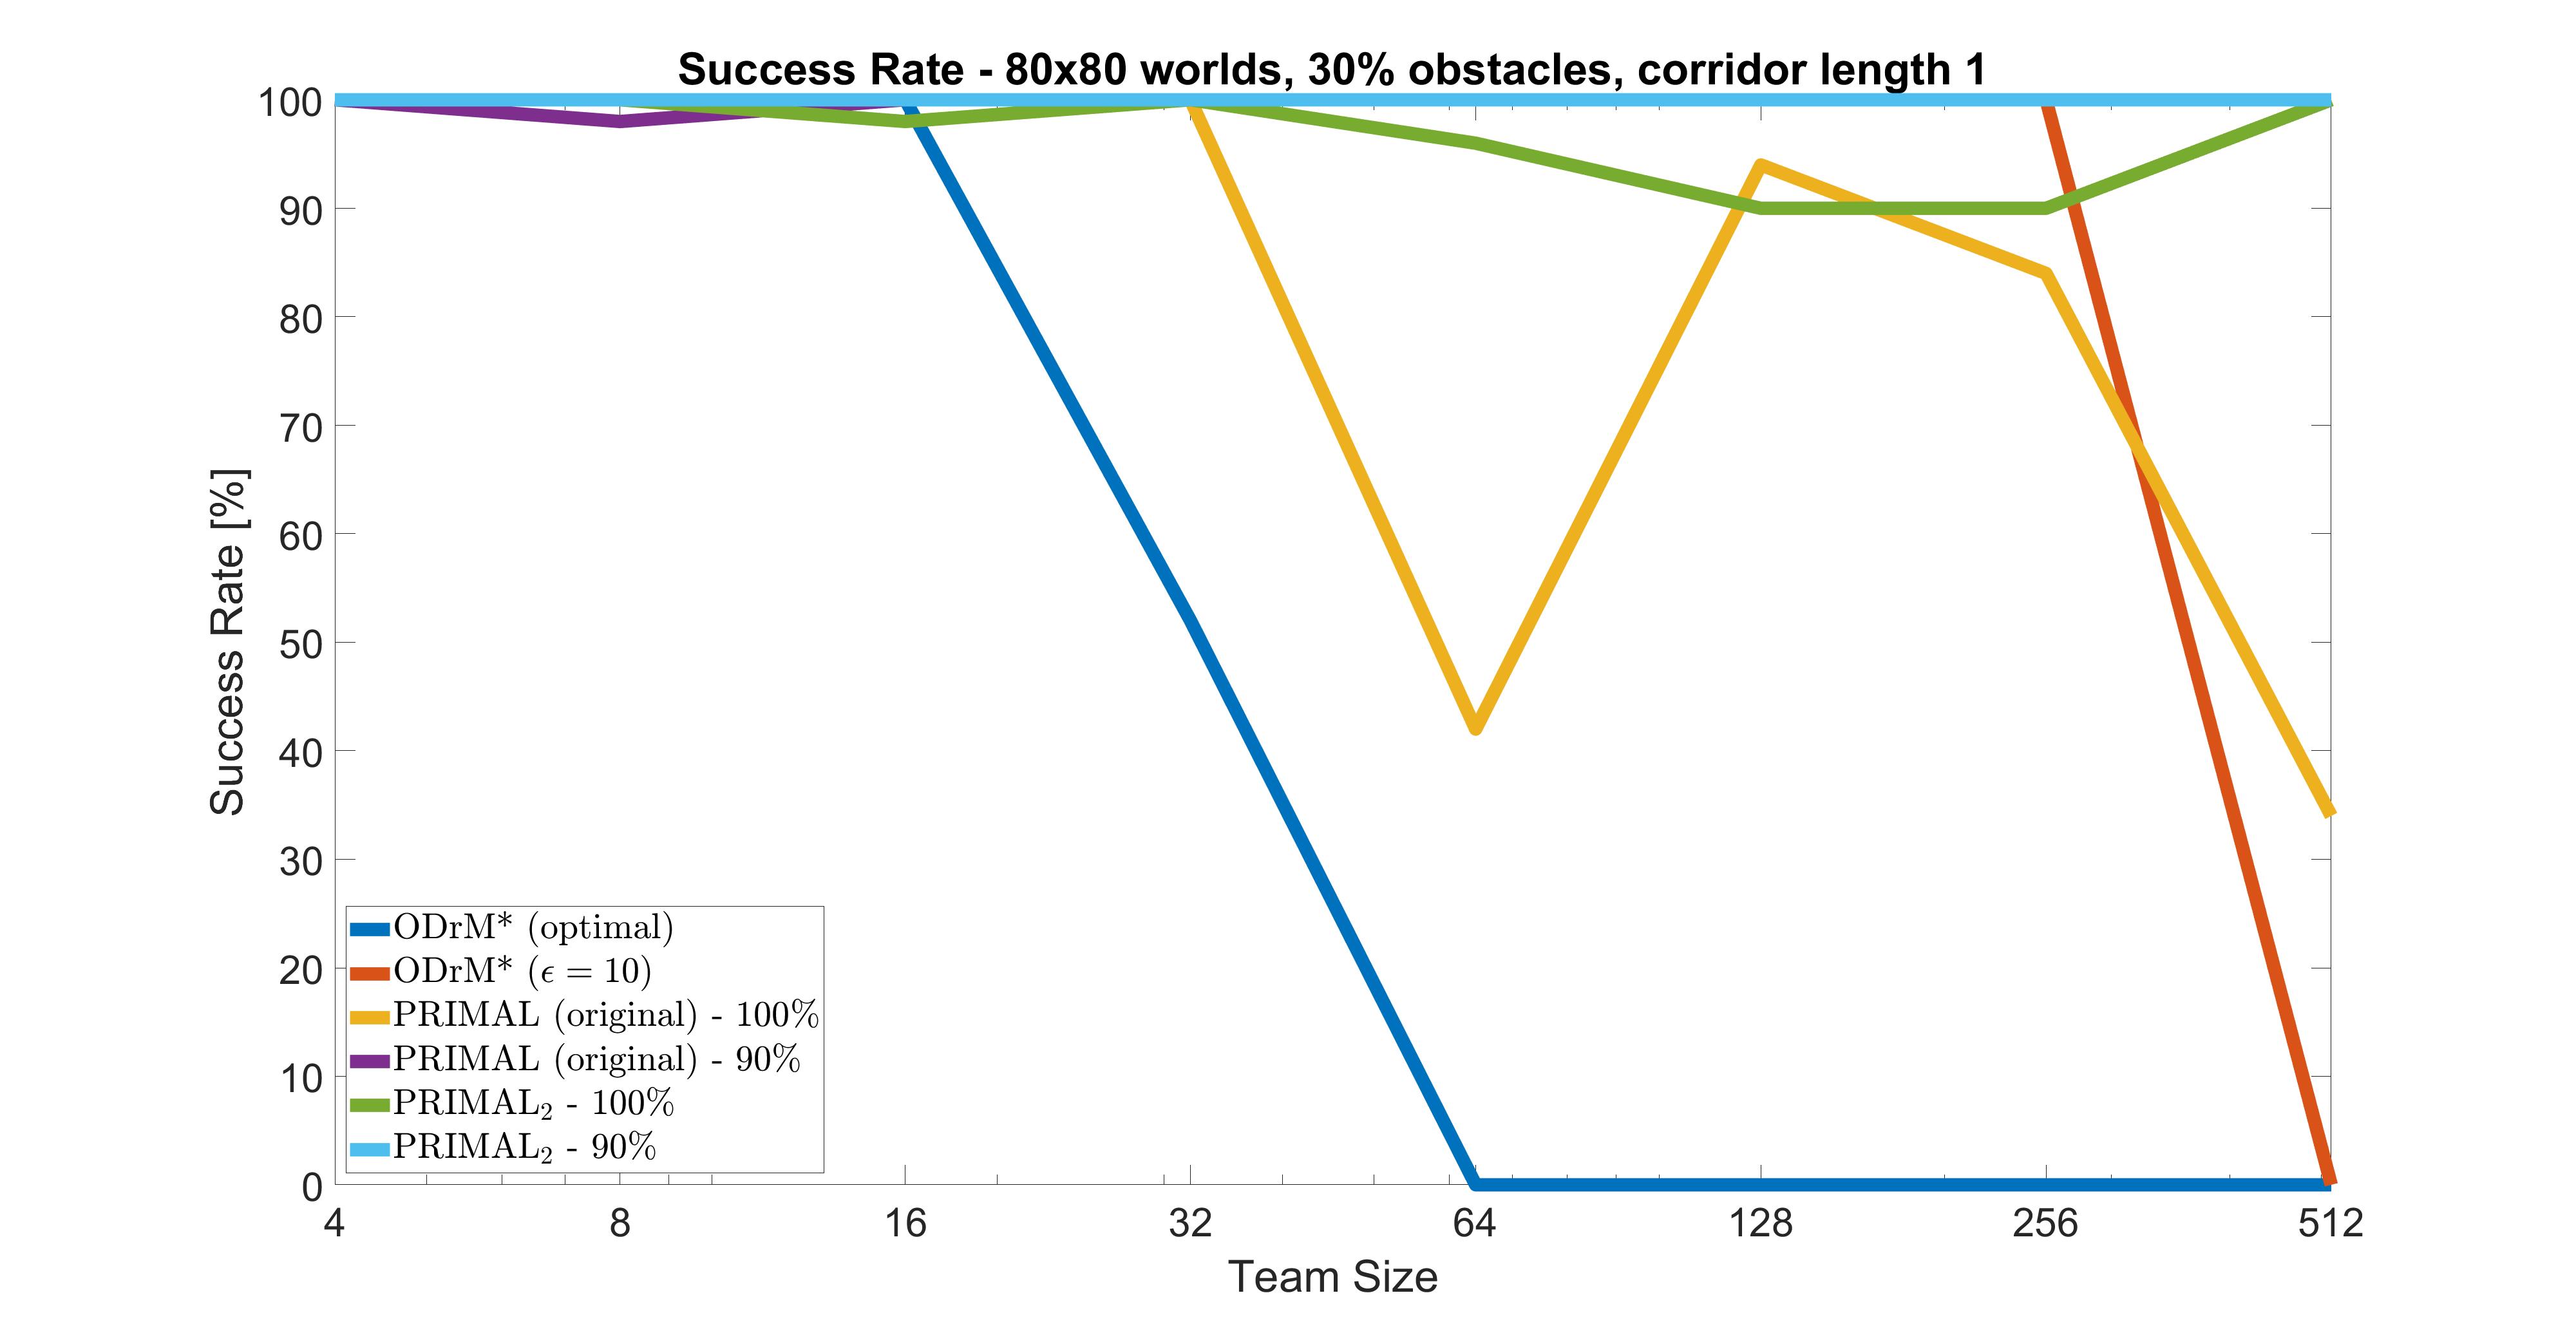 Success Rate - 80x80 worlds, 30% obstacles, corridor length 1
100
90
80
70
60
50
40
30
20
10
0
Success Rate [%]
ODrM* (optimal)
ODrM* (ϵ = 10)
PRIMAL (original) - 100%
PRIMAL (original) - 90%
PRIMAL₂ - 100%
PRIMAL₂ - 90%
4 8 16 32 64 128 256 512
Team Size